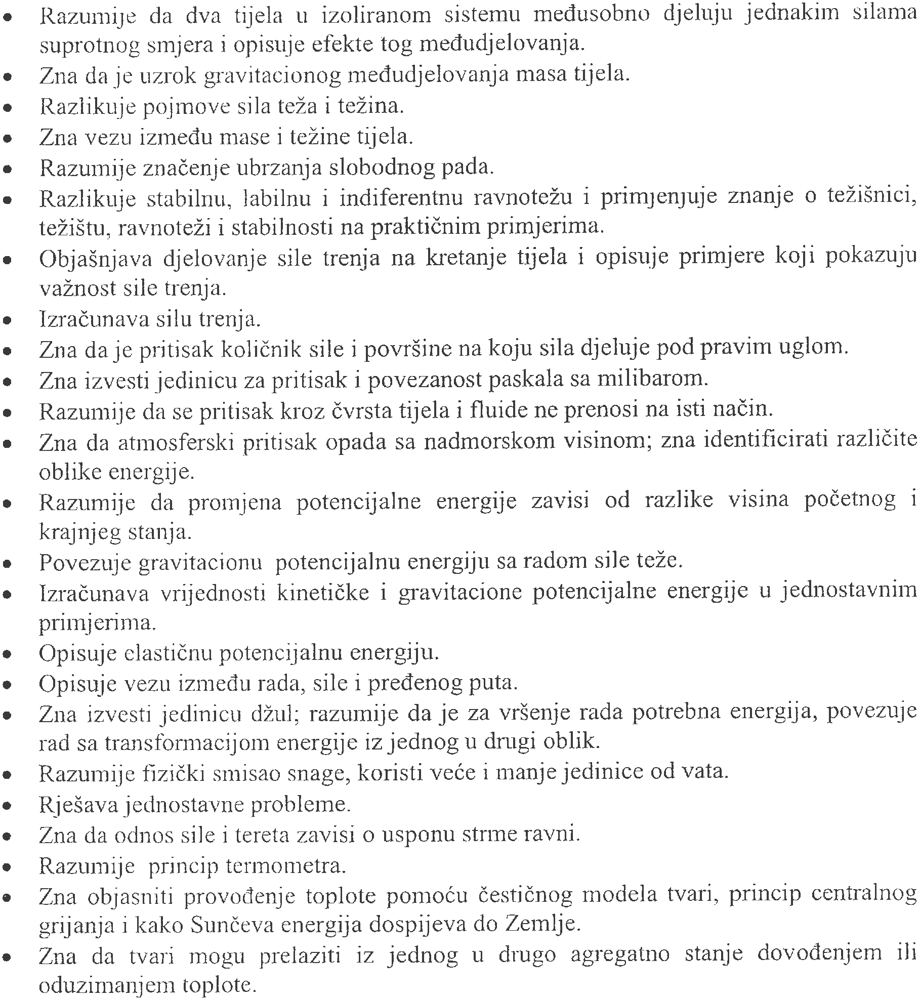 • Razumije da dva tijela u izoliranom sistemu međusobno djeluju jednakim silama
suprotnog smjera i opisuje efekte tog međudjelovanja.
• Zna da je uzrok gravitacionog međudjelovanja masa tijela.
• Razlikuje pojmove sila teža i težina.
• Zna vezu između mase i težine tijela.
• Razumije značenje ubrzanja slobodnog pada.
• Razlikuje stabilnu, labilnu i indiferentnu ravnotežu i primjenjuje znanje o težišnici,
težištu, ravnoteži i stabilnosti na praktičnim primjerima.
• Objašnjava djelovanje sile trenja na kretanje tijela i opisuje primjere koji pokazuju
važnost sile trenja.
• Izračunava silu trenja.
• Zna da je pritisak količnik sile i površine na koju sila djeluje pod pravim uglom.
• Zna izvesti jedinicu za pritisak i povezanost paskala sa milibarom.
• Razumije da se pritisak kroz čvrsta tijela i fluide ne prenosi na isti način.
• Zna da atmosferski pritisak opada sa nadmorskom visinom; zna identificirati različite
oblike energije.
• Razumije da promjena potencijalne energije zavisi od razlike visina početnog i
krajnjeg stanja.
• Povezuje gravitacionu potencijalnu energiju sa radom sile teže.
• Izračunava vrijednosti kinetičke i gravitacione potencijalne energije u jednostavnim
primjerima.
• Opisuje elastičnu potencijalnu energiju.
• Opisuje vezu između rada, sile i pređenog puta.
• Zna izvesti jedinicu džul; razumije da je za vršenje rada potrebna energija, povezuje
rad sa transformacijom energije iz jednog u drugi oblik.
• Razumije fizički smisao snage, koristi veće i manje jedinice od vata.
• Rješava jednostavne probleme.
• Zna da odnos sile i tereta zavisi o usponu strme ravni.
• Razumije princip termometra.
• Zna objasniti provođenje toplote pomoću čestičnog modela tvari, princip centralnog
grijanja i kako Sunčeva energija dospijeva do Zemlje.
• Zna da tvari mogu prelaziti iz jednog u drugo agregatno stanje dovođenjem ili
oduzimanjem toplote.